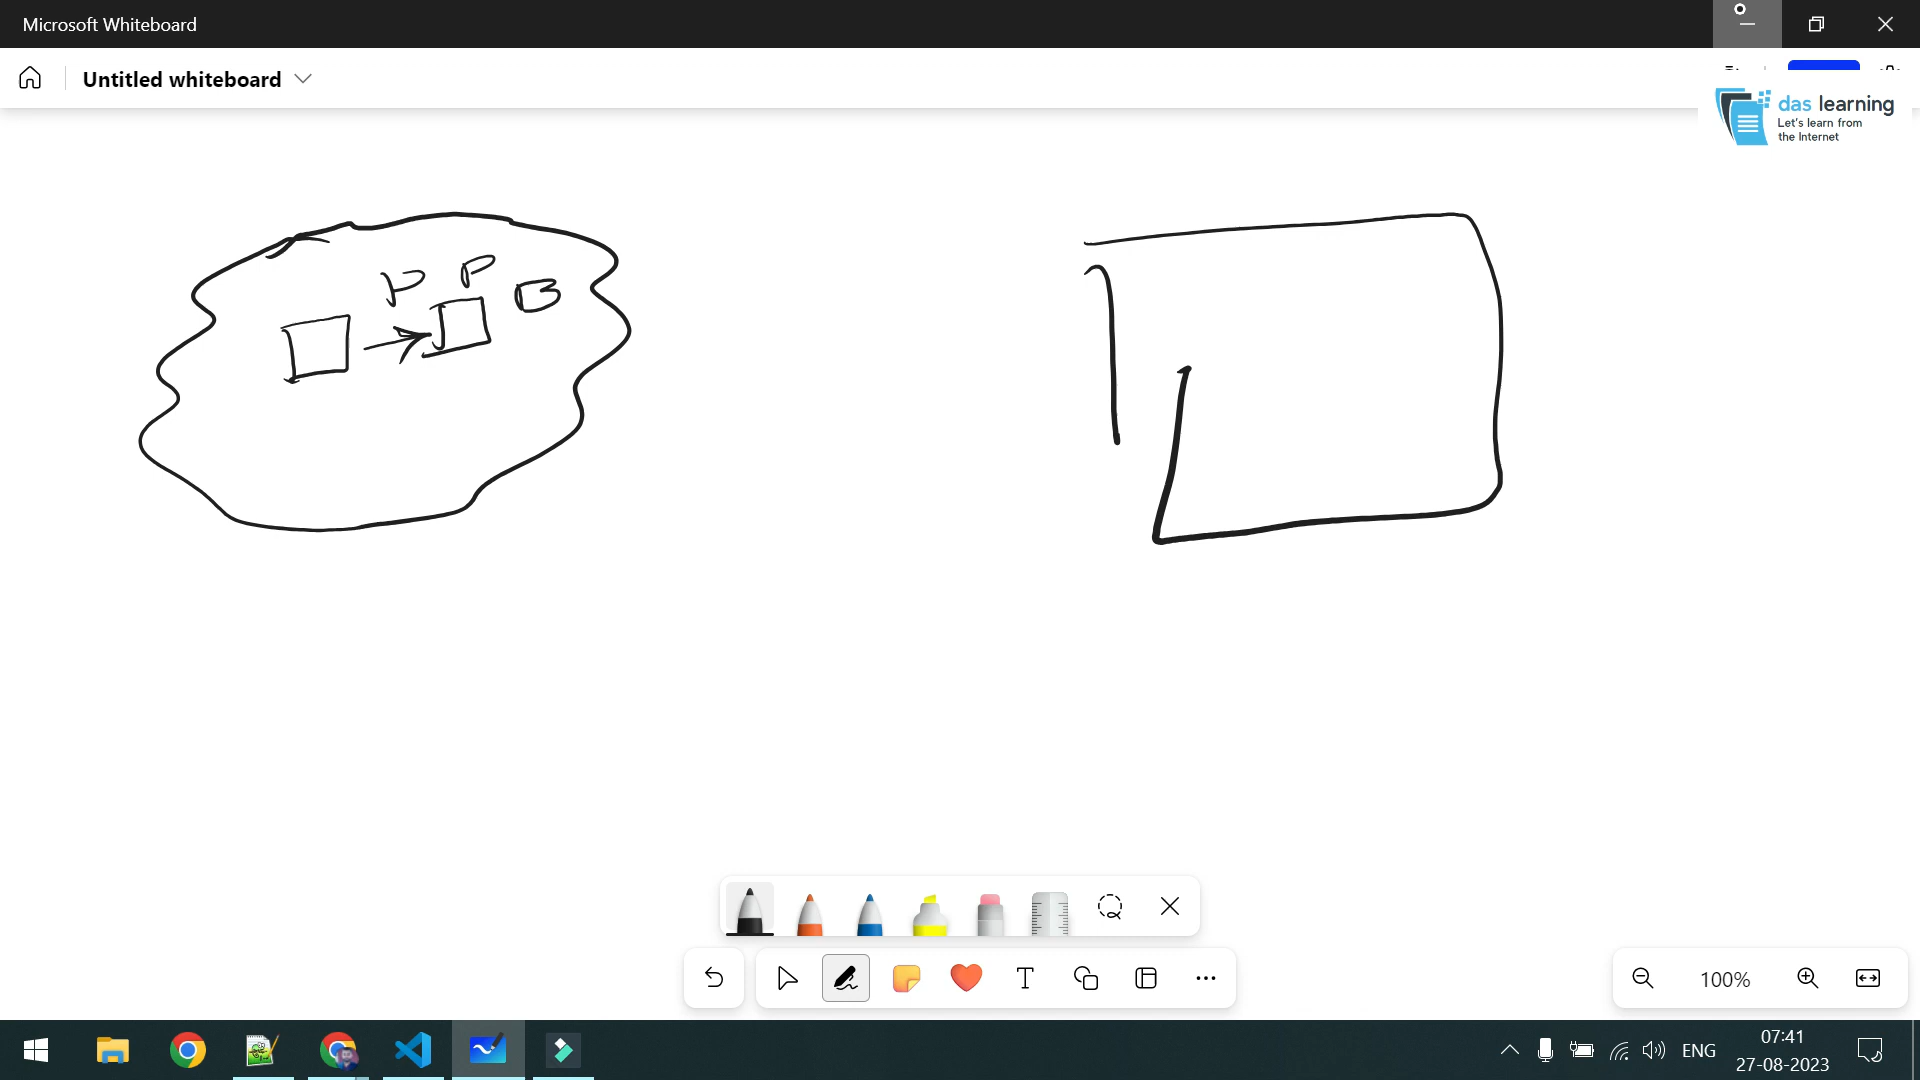 Microsoft Whiteboard
Untitled whiteboard
das learning
Let's learn from
the Internet
P P B
100%
ENG
07:41
27-08-2023